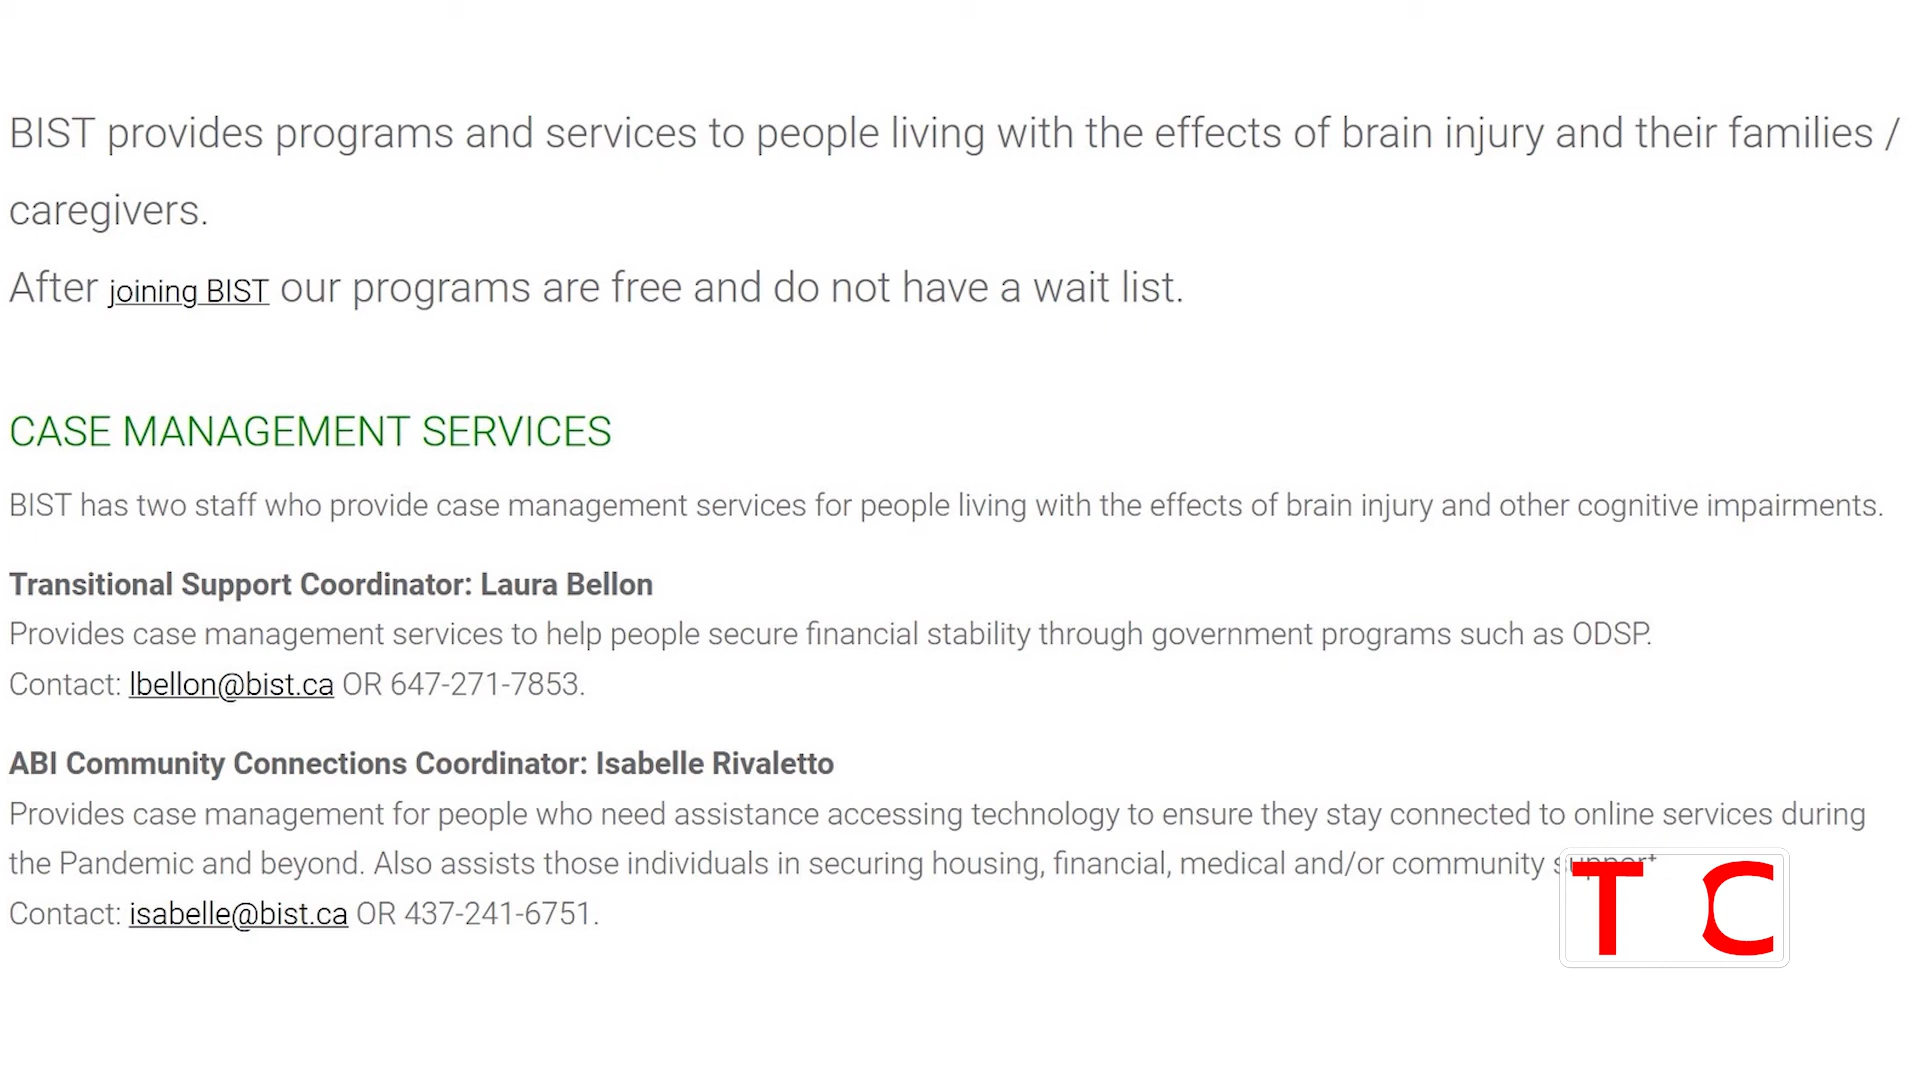 BIST provides programs and services to people living with the effects of brain injury and their families /
caregivers.
After joining BIST our programs are free and do not have a wait list.
CASE MANAGEMENT SERVICES
BIST has two staff who provide case management services for people living with the effects of brain injury and other cognitive impairments.
Transitional Support Coordinator: Laura Bellon
Provides case management services to help people secure financial stability through government programs such as ODSP.
Contact: lbellon@bist.ca OR 647-271-7853.
ABI Community Connections Coordinator: Isabelle Rivaletto
Provides case management for people who need assistance accessing technology to ensure they stay connected to online services during
the Pandemic and beyond. Also assists those individuals in securing housing, financial, medical and/or community support
Contact: isabelle@bist.ca OR 437-241-6751.
T C